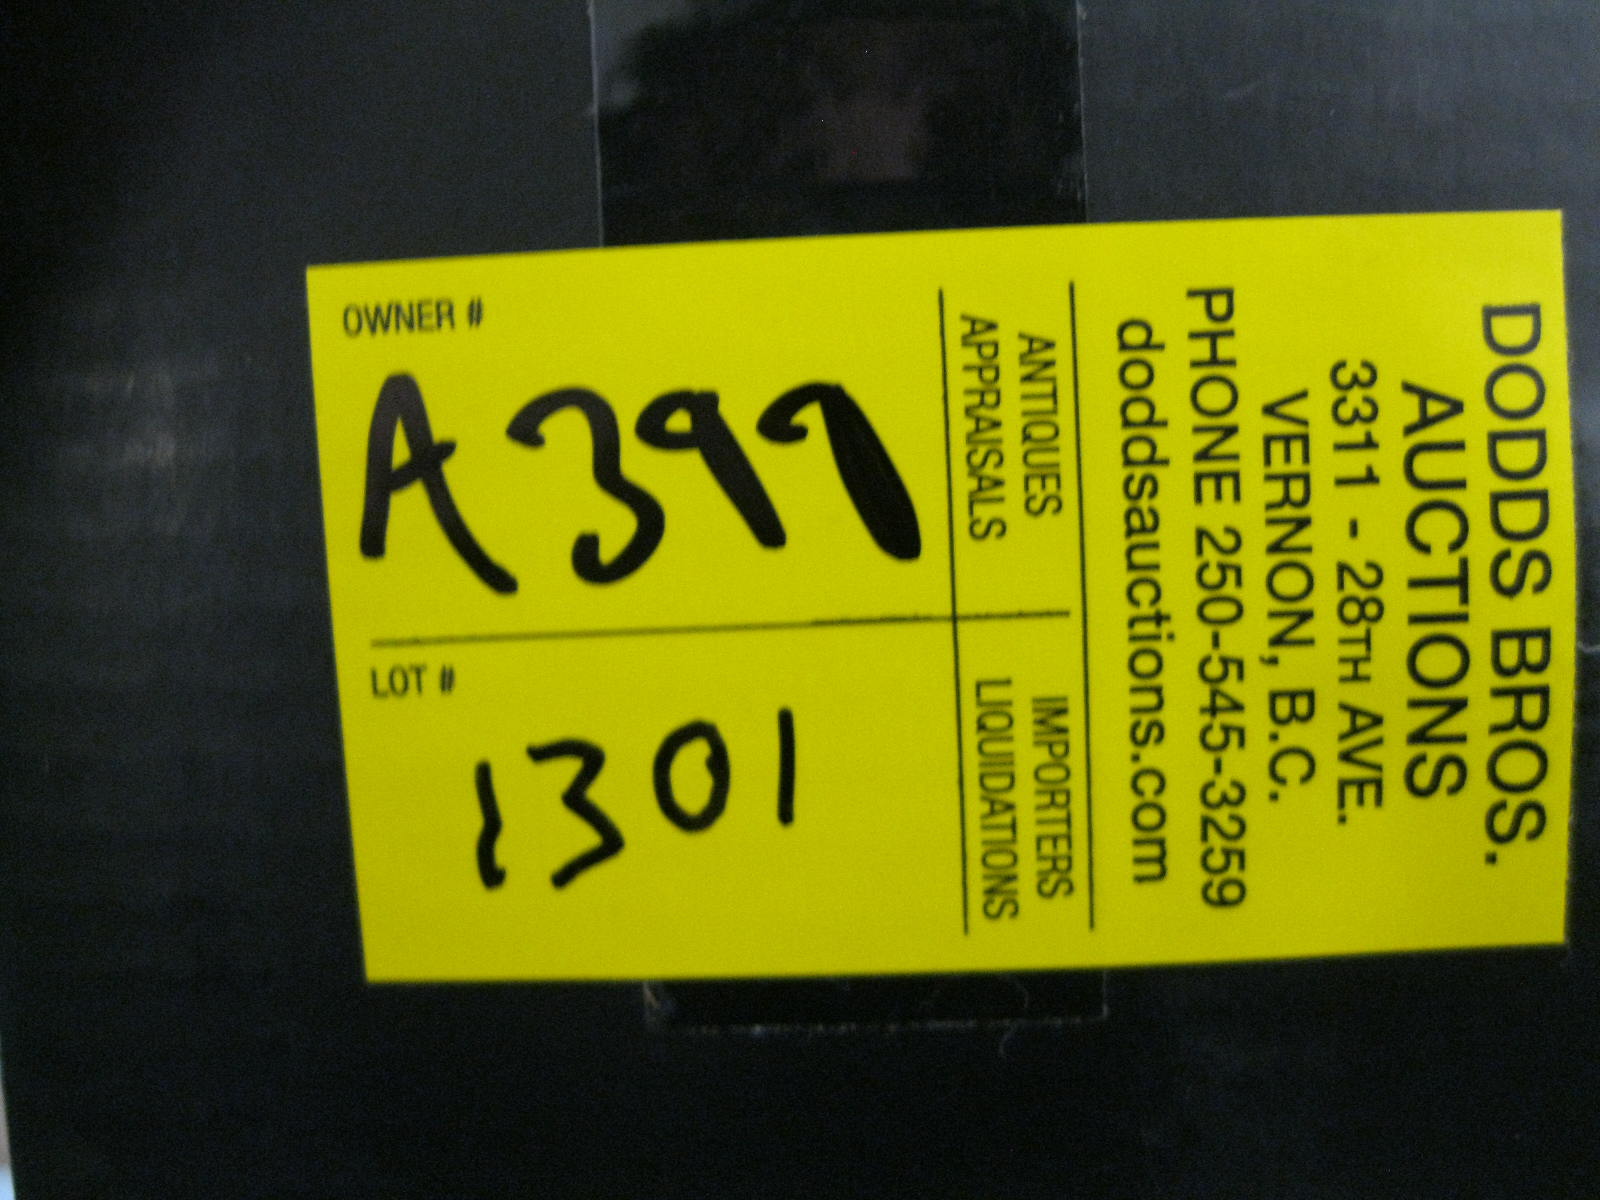 DODDS BROS.
AUCTIONS
3311 - 28TH AVE.
VERNON, B.C.
PHONE 250-545-3259
doddsauctions.com
ANTIQUES IMPORTERS
APPRAISALS LIQUIDATIONS
OWNER #
A399
LOT #
1301